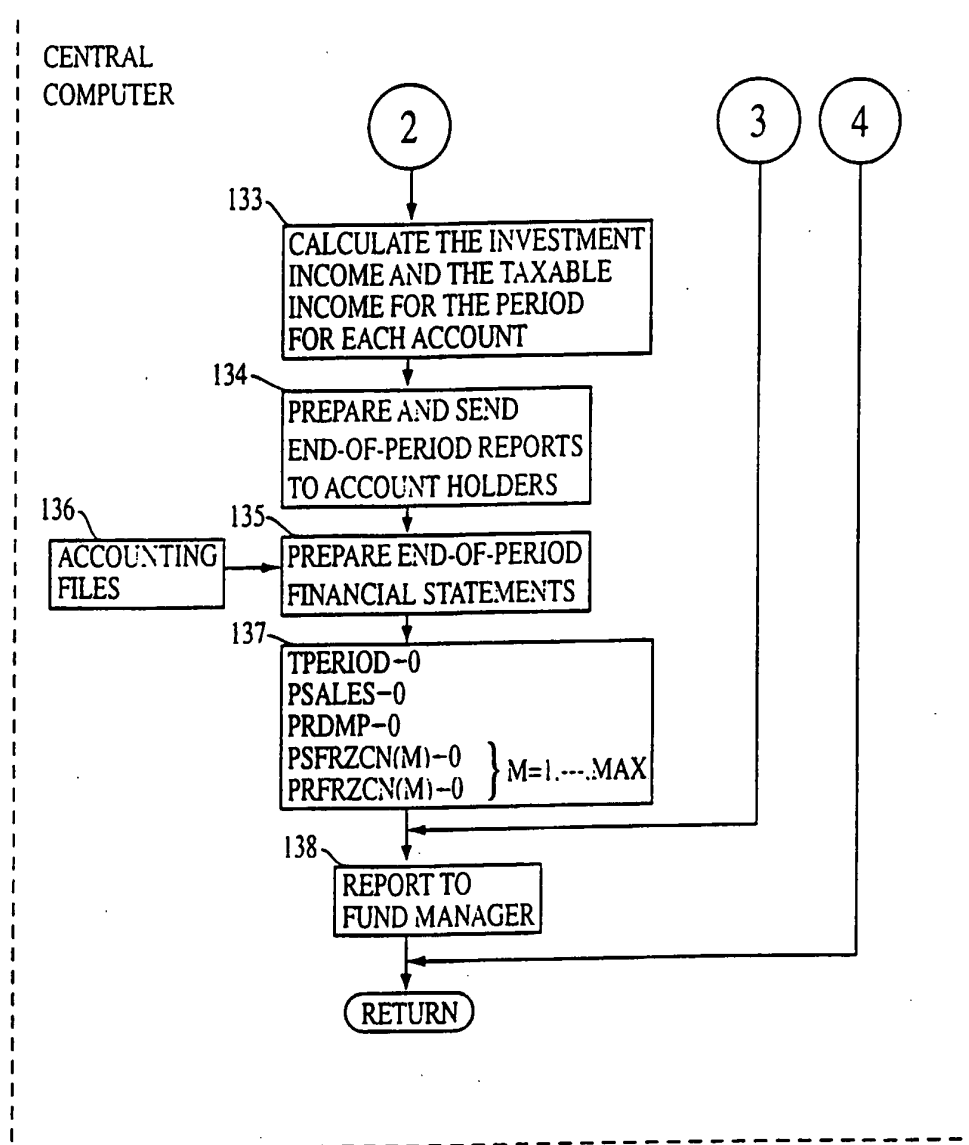 CENTRAL
COMPUTER
2
3
4
133
CALCULATE THE INVESTMENT
INCOME AND THE TAXABLE
INCOME FOR THE PERIOD
FOR EACH ACCOUNT
134
PREPARE AND SEND
END-OF-PERIOD REPORTS
TO ACCOUNT HOLDERS
136
ACCOUNTING
FILES
135
PREPARE END-OF-PERIOD
FINANCIAL STATEMENTS
137
TPERIOD-0
PSALES-0
PRDMP-0
PSFRZCN(M)-0
PRFRZCN(M)-0
} M=1.---.MAX
138
REPORT TO
FUND MANAGER
RETURN